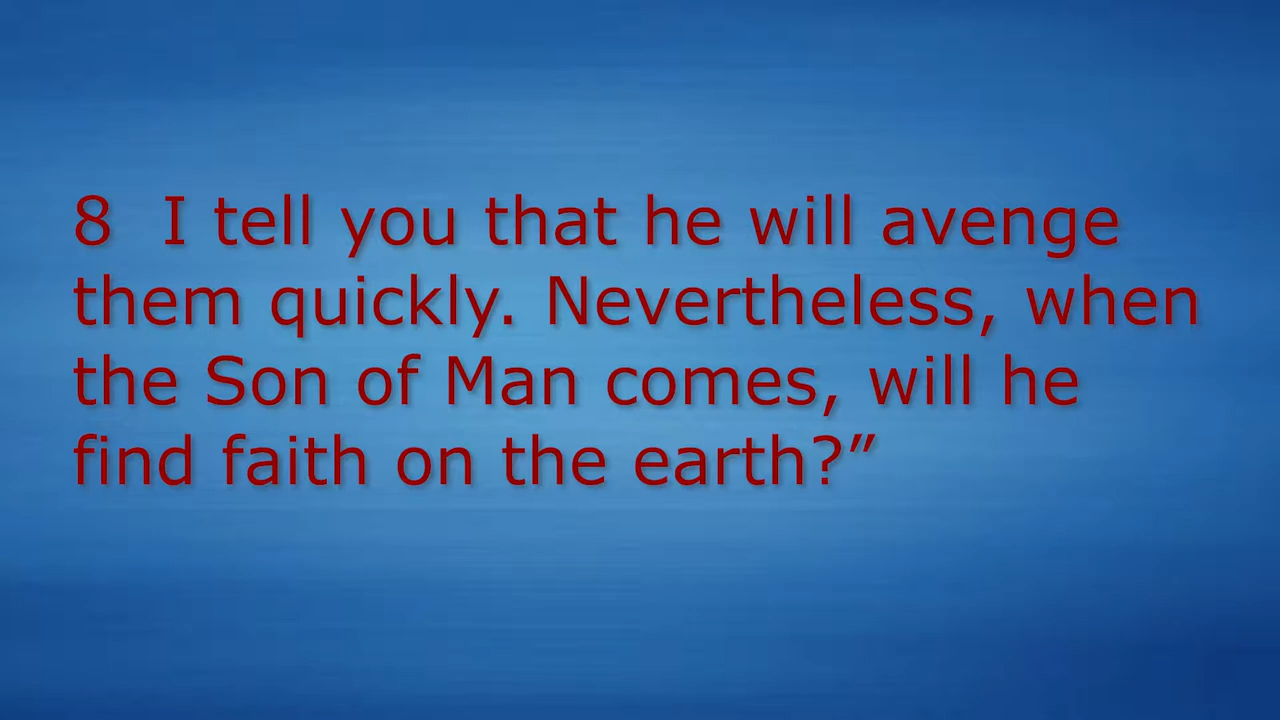 8  I tell you that he will avenge
them quickly. Nevertheless, when
the Son of Man comes, will he
find faith on the earth?”